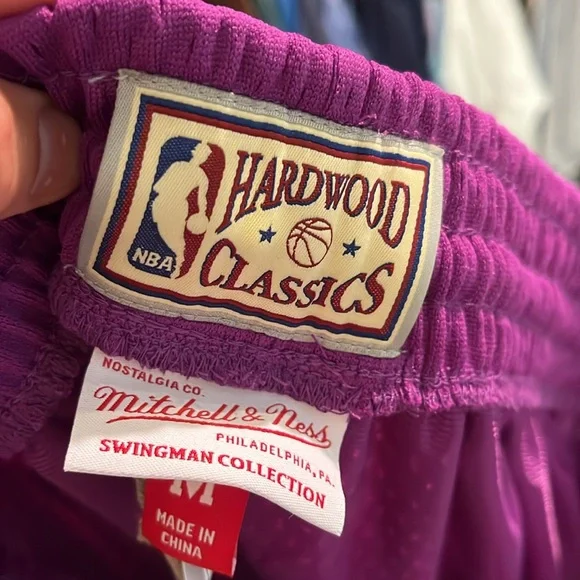 HARDWOOD
CLASSICS
NBA
NOSTALGIA CO.
Mitchell & Ness
PHILADELPHIA, PA.
SWINGMAN COLLECTION
M
MADE IN
CHINA